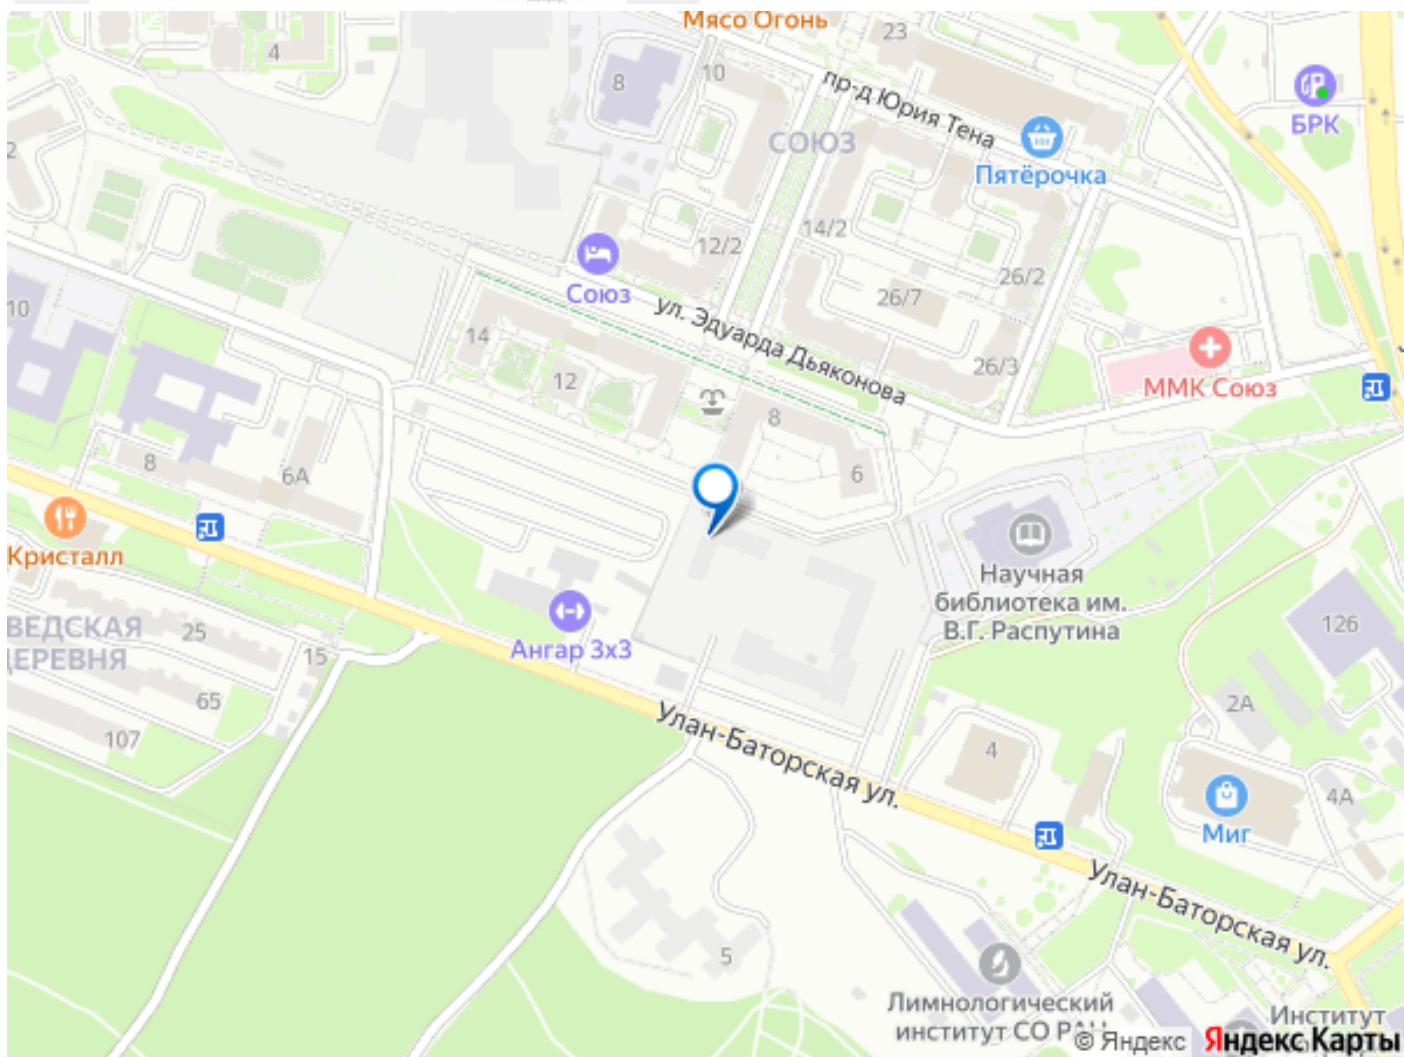 Мясо Огонь
23
4
8
10
пр-д Юрия Тена
БРК
СОЮЗ
Пятёрочка
2
14/2
12/2
26/2
Союз
26/7
10
ул. Эдуарда Дьяконова
14
26/3
ММК Союз
12
8
8
6А
6
Кристалл
Научная
библиотека им.
В.Г. Распутина
Ангар 3х3
ВЕДСКАЯ
ЦЕРЕВНЯ
25
15
126
65
107
2А
Улан-Баторская ул.
4
4А
Миг
Улан-Баторская ул.
5
Лимнологический
институт СО РАН
Институт
© Яндекс Яндекс Карты